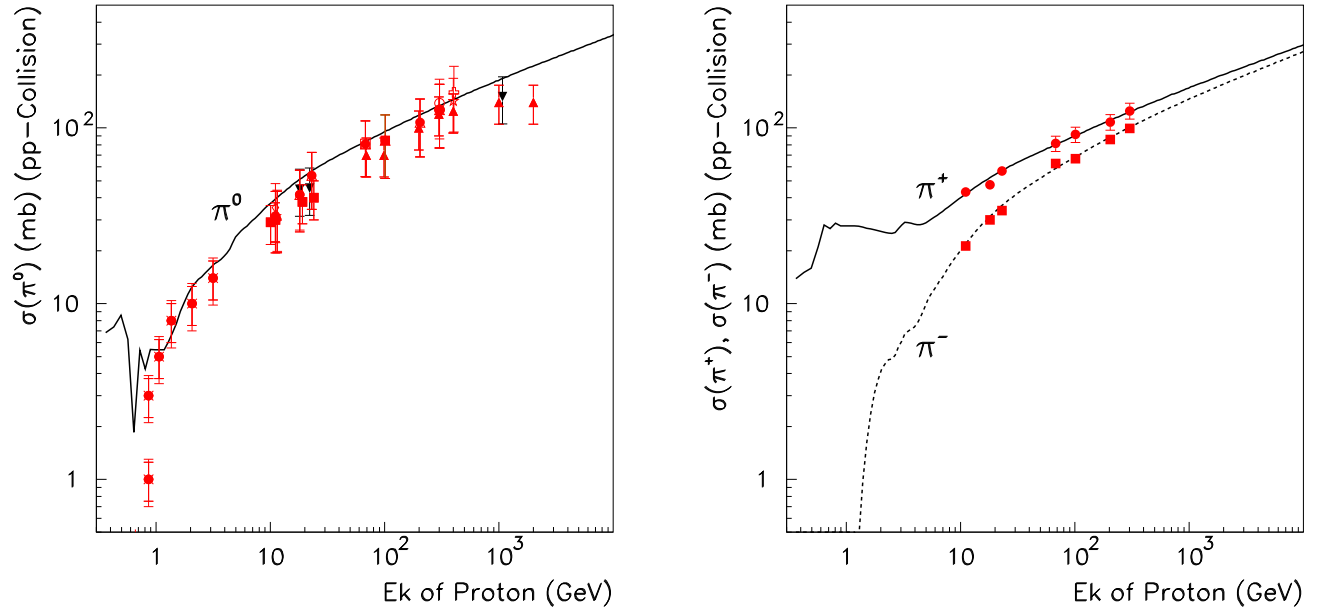 σ(π⁰) (mb) (pp−Collision)
10²
10
1
π⁰
1 10 10² 10³
Ek of Proton (GeV)
σ(π⁺), σ(π⁻) (mb) (pp−Collision)
10²
10
1
π⁺
π⁻
1 10 10² 10³
Ek of Proton (GeV)